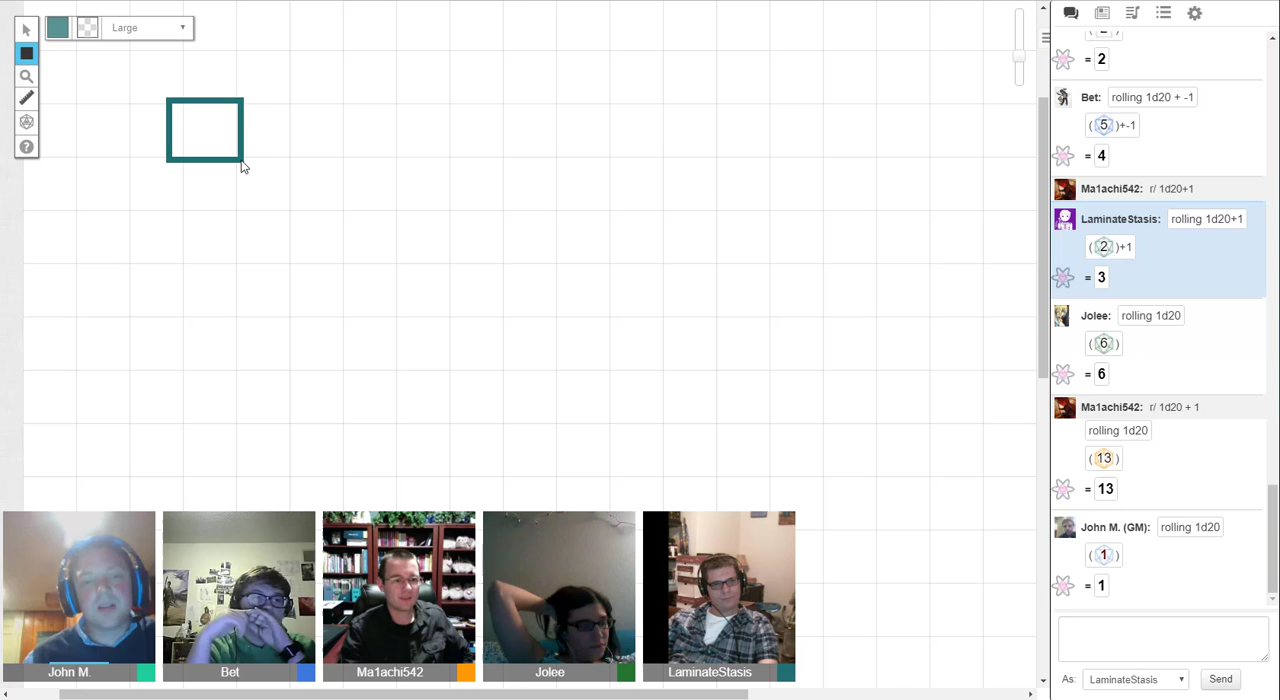 Large
= 2
Bet: rolling 1d20 + -1
(5)+-1
= 4
Ma1achi542: r/ 1d20+1
LaminateStasis: rolling 1d20+1
(2)+1
= 3
Jolee: rolling 1d20
(6)
= 6
Ma1achi542: r/ 1d20 + 1
rolling 1d20
(13)
= 13
John M. (GM): rolling 1d20
(1)
= 1
As: LaminateStasis Send
John M. Bet Ma1achi542 Jolee LaminateStasis